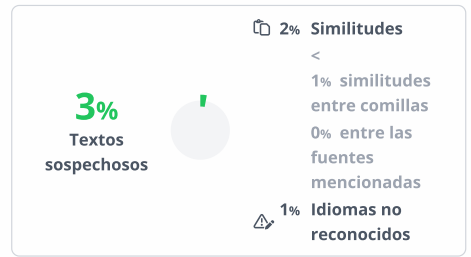 3%
Textos
sospechosos
2% Similitudes
<
1% similitudes
entre comillas
0% entre las
fuentes
mencionadas
1% Idiomas no
reconocidos